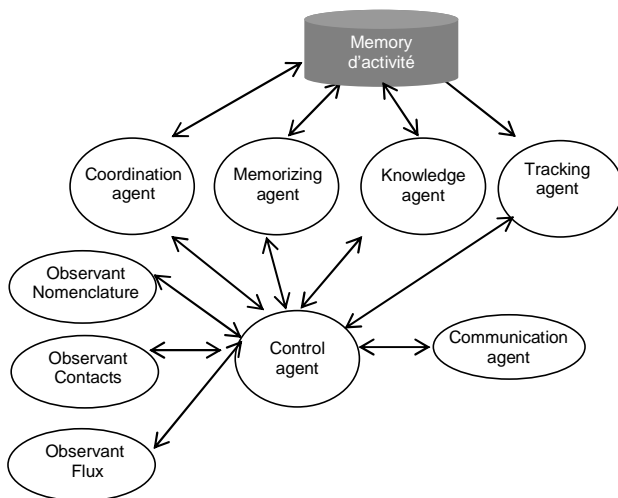 Memory
d'activité
Coordination
agent
Memorizing
agent
Knowledge
agent
Tracking
agent
Observant
Nomenclature
Observant
Contacts
Control
agent
Communication
agent
Observant
Flux